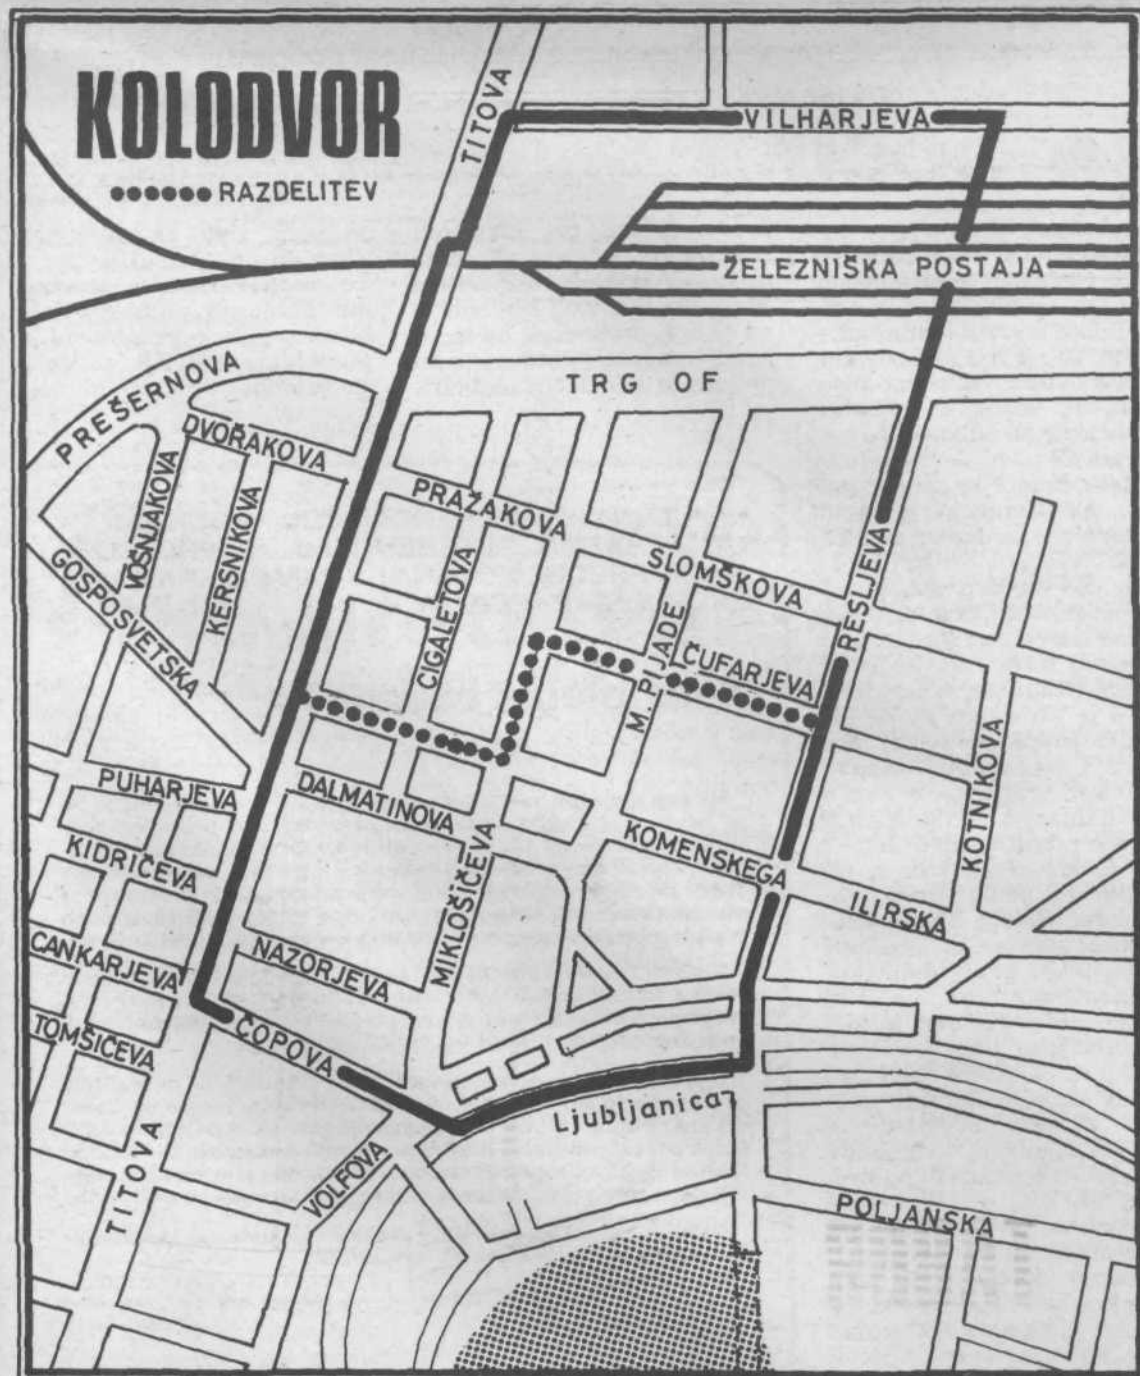 KOLODVOR
RAZDELITEV
TITOVA
VILHARJEVA
ŽELEZNIŠKA POSTAJA
TRG OF
PREŠERNOVA
DVOŘAKOVA
VOŠNJAKOVA
KERSNIKOVA
GOSPOSVETSKA
PRAŽAKOVA
CIGALETOVA
SLOMŠKOVA
M. PIJADE
ČUFARJEVA
RESLJEVA
KOTNIKOVA
PUHARJEVA
DALMATINOVA
KIDRIČEVA
MIKLOŠIČEVA
KOMENSKEGA
ILIRSKA
CANKARJEVA
NAZORJEVA
TOMŠIČEVA
ČOPOVA
Ljubljanica
TITOVA
VOLFOVA
POLJANSKA